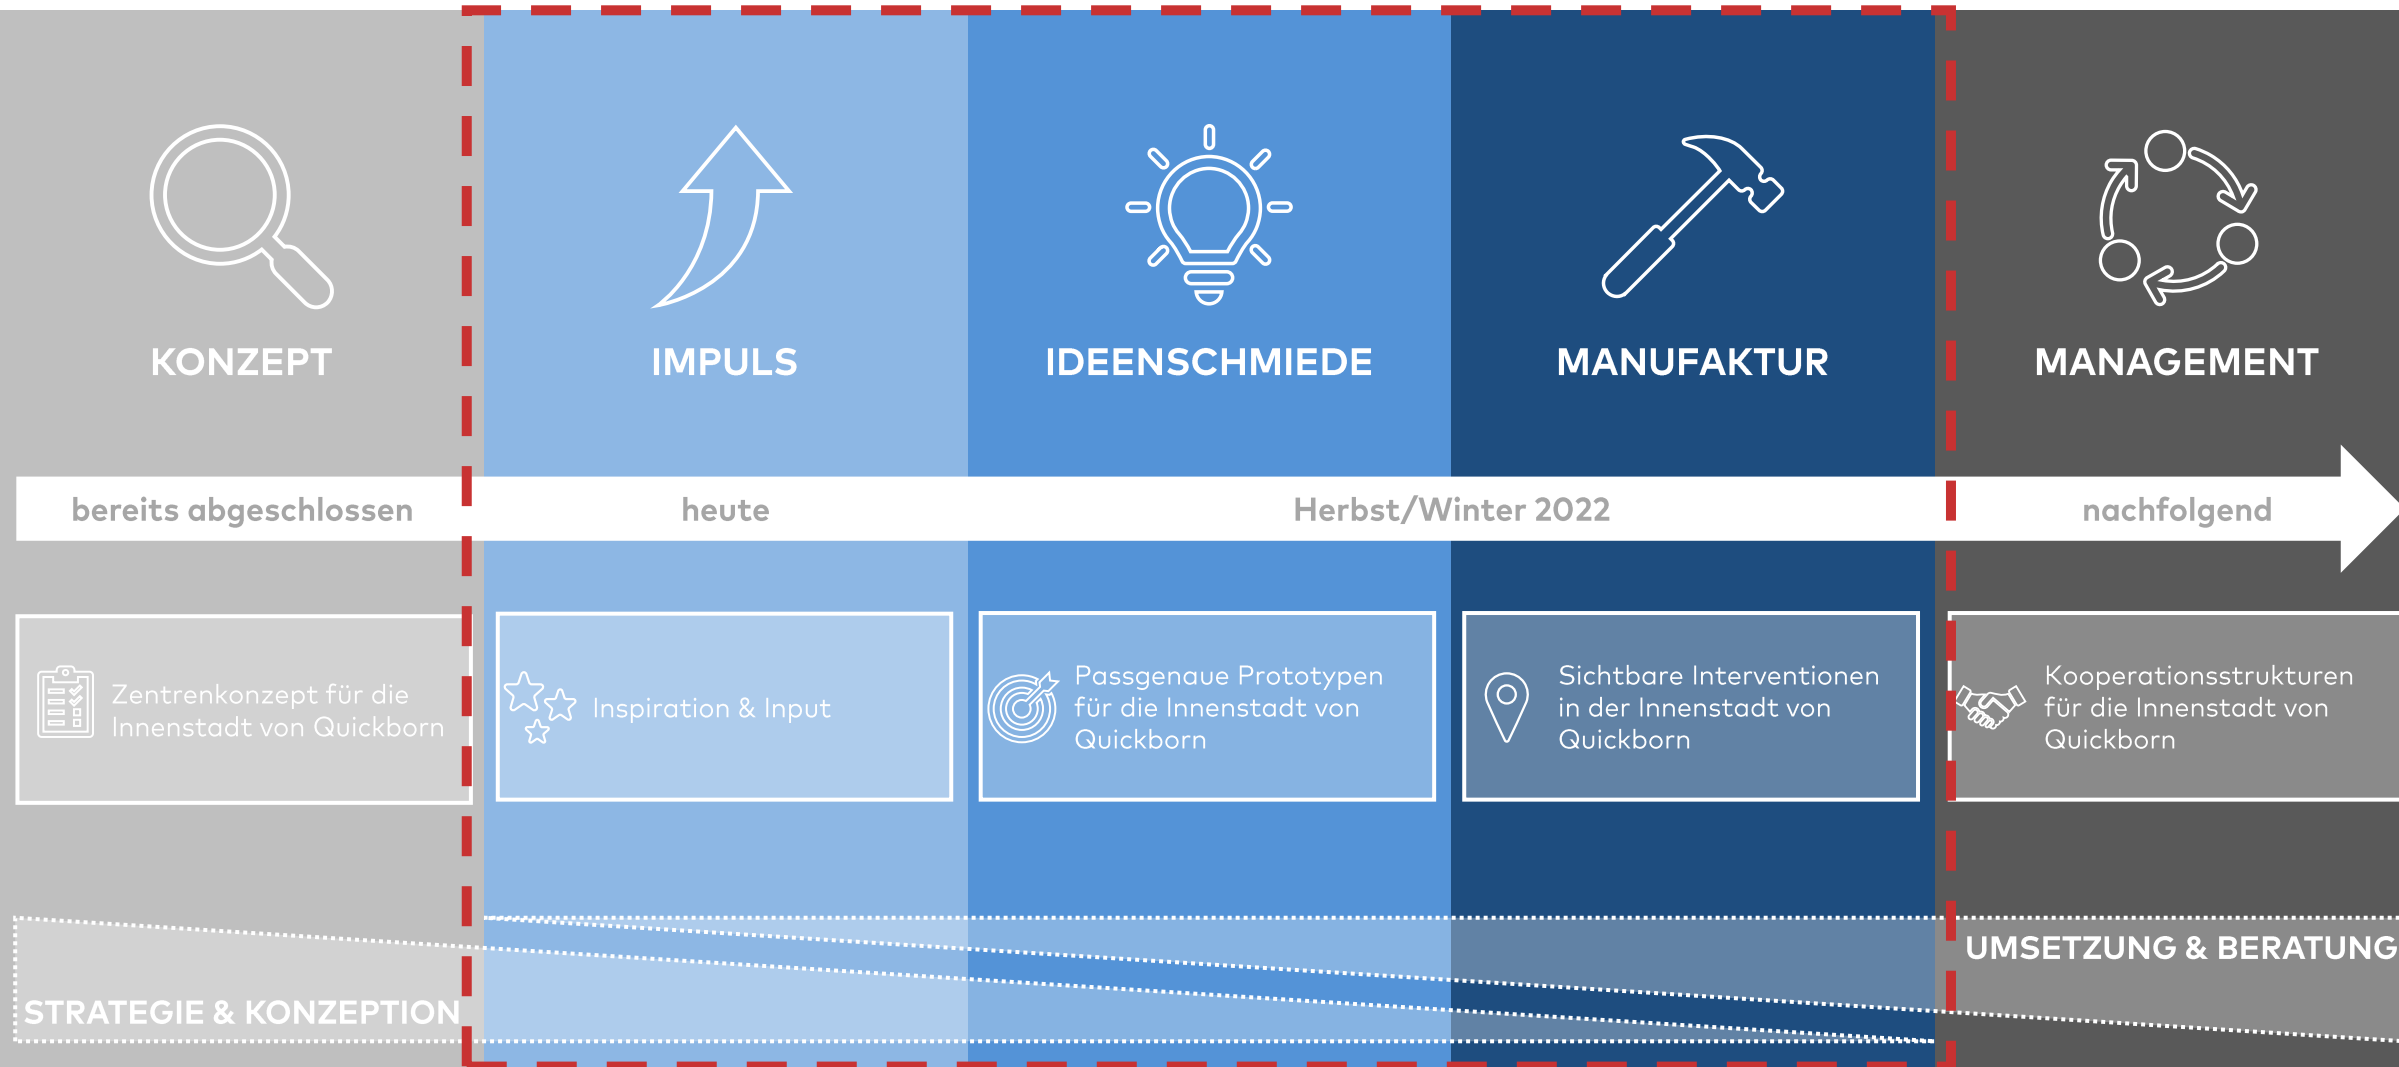 KONZEPT
IMPULS
IDEENSCHMIEDE
MANUFAKTUR
MANAGEMENT
bereits abgeschlossen
heute
Herbst/Winter 2022
nachfolgend
Zentrenkonzept für die
Innenstadt von Quickborn
Inspiration & Input
Passgenaue Prototypen
für die Innenstadt von
Quickborn
Sichtbare Interventionen
in der Innenstadt von
Quickborn
Kooperationsstrukturen
für die Innenstadt von
Quickborn
UMSETZUNG & BERATUNG
STRATEGIE & KONZEPTION